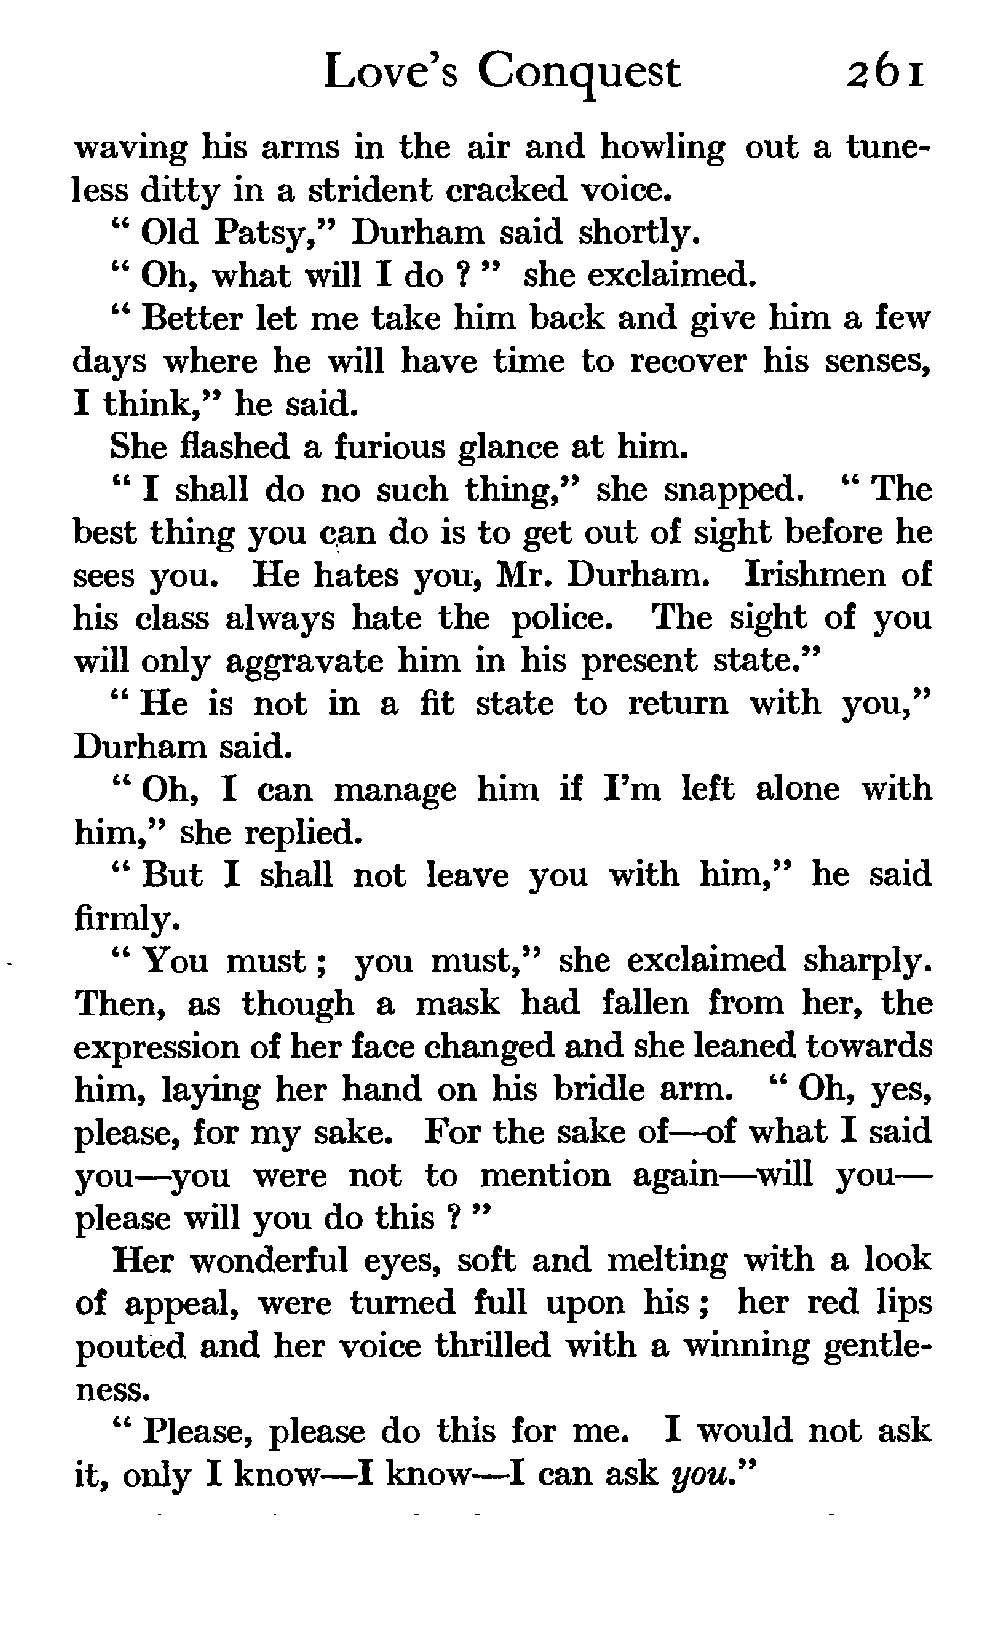 Love's Conquest 261
waving his arms in the air and howling out a tune-
less ditty in a strident cracked voice.
" Old Patsy," Durham said shortly.
" Oh, what will I do ? " she exclaimed.
" Better let me take him back and give him a few
days where he will have time to recover his senses,
I think," he said.
She flashed a furious glance at him.
" I shall do no such thing," she snapped. " The
best thing you can do is to get out of sight before he
sees you. He hates you, Mr. Durham. Irishmen of
his class always hate the police. The sight of you
will only aggravate him in his present state."
" He is not in a fit state to return with you,"
Durham said.
" Oh, I can manage him if I'm left alone with
him," she replied.
" But I shall not leave you with him," he said
firmly.
" You must ; you must," she exclaimed sharply.
Then, as though a mask had fallen from her, the
expression of her face changed and she leaned towards
him, laying her hand on his bridle arm. " Oh, yes,
please, for my sake. For the sake of—of what I said
you—you were not to mention again—will you—
please will you do this ? "
Her wonderful eyes, soft and melting with a look
of appeal, were turned full upon his ; her red lips
pouted and her voice thrilled with a winning gentle-
ness.
" Please, please do this for me. I would not ask
it, only I know—I know—I can ask you."